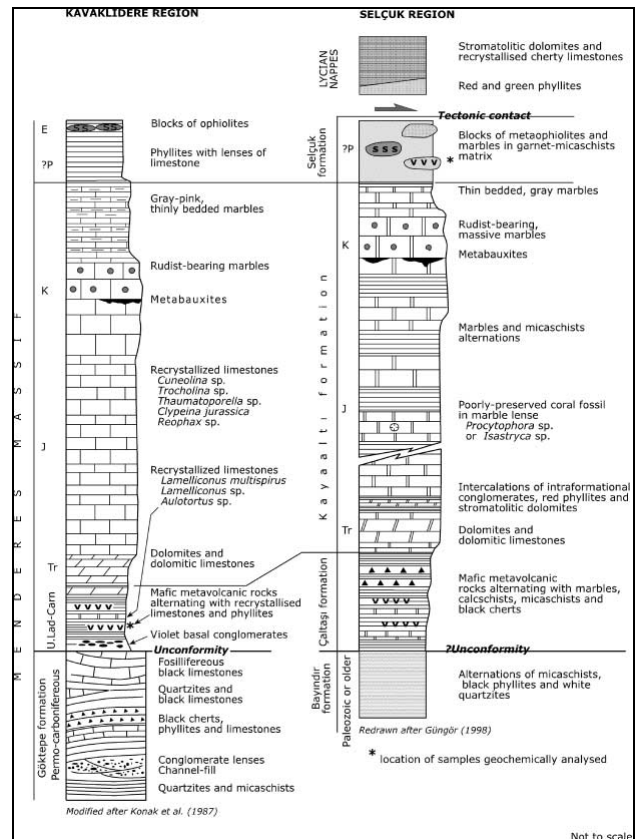 KAVAKLIDERE REGION
E
?P
K
J
Tr
U.Lad-Carn
MENDERES MASSIF
Göktepe formation
Permo-carbonifereous
Blocks of ophiolites
Phyllites with lenses of
limestone
Gray-pink,
thinly bedded marbles
Rudist-bearing marbles
Metabauxites
Recrystallized limestones
Cuneolina sp.
Trocholina sp.
Thaumatoporella sp.
Clypeina jurassica
Reophax sp.
Recrystallized limestones
Lamelliconus multispirus
Lamelliconus sp.
Aulotortus sp.
Dolomites and
dolomitic limestones
Mafic metavolcanic rocks
alternating with recrystallised
limestones and phyllites
v v v v
v v v v *
Violet basal conglomerates
Unconformity
Fosillifereous
black limestones
Quartzites and
black limestones
Black cherts,
phyllites and limestones
Conglomerate lenses
Channel-fill
Quartzites and micaschists
Modified after Konak et al. (1987)
SELÇUK REGION
LYCIAN
NAPPES
Selçuk
formation
Kayaaltı formation
Çaltaşı formation
Bayındır
formation
?P
K
J
Tr
Paleozoic or older
Stromatolitic dolomites and
recrystallised cherty limestones
Red and green phyllites
Tectonic contact
Blocks of metaophiolites and
marbles in garnet-micaschists
matrix
s s s
v v v *
Thin bedded, gray marbles
Rudist-bearing,
massive marbles
Metabauxites
Marbles and micaschists
alternations
Poorly-preserved coral fossil
in marble lense
Procytophora sp.
or Isastryca sp.
Intercalations of intraformational
conglomerates, red phyllites and
stromatolitic dolomites
Dolomites and
dolomitic limestones
Mafic metavolcanic
rocks alternating with marbles,
calcschists, micaschists and
black cherts
v v v v
v v v v
?Unconformity
Alternations of micaschists,
black phyllites and white
quartzites
Redrawn after Güngör (1998)
* location of samples geochemically analysed
Not to scale